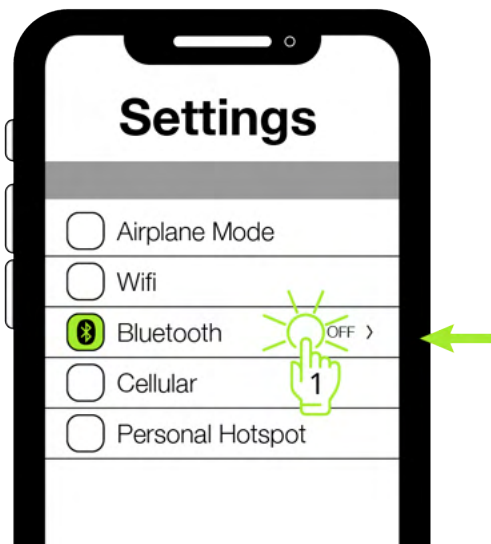 Settings
Airplane Mode
Wifi
Bluetooth OFF >
Cellular
1
Personal Hotspot